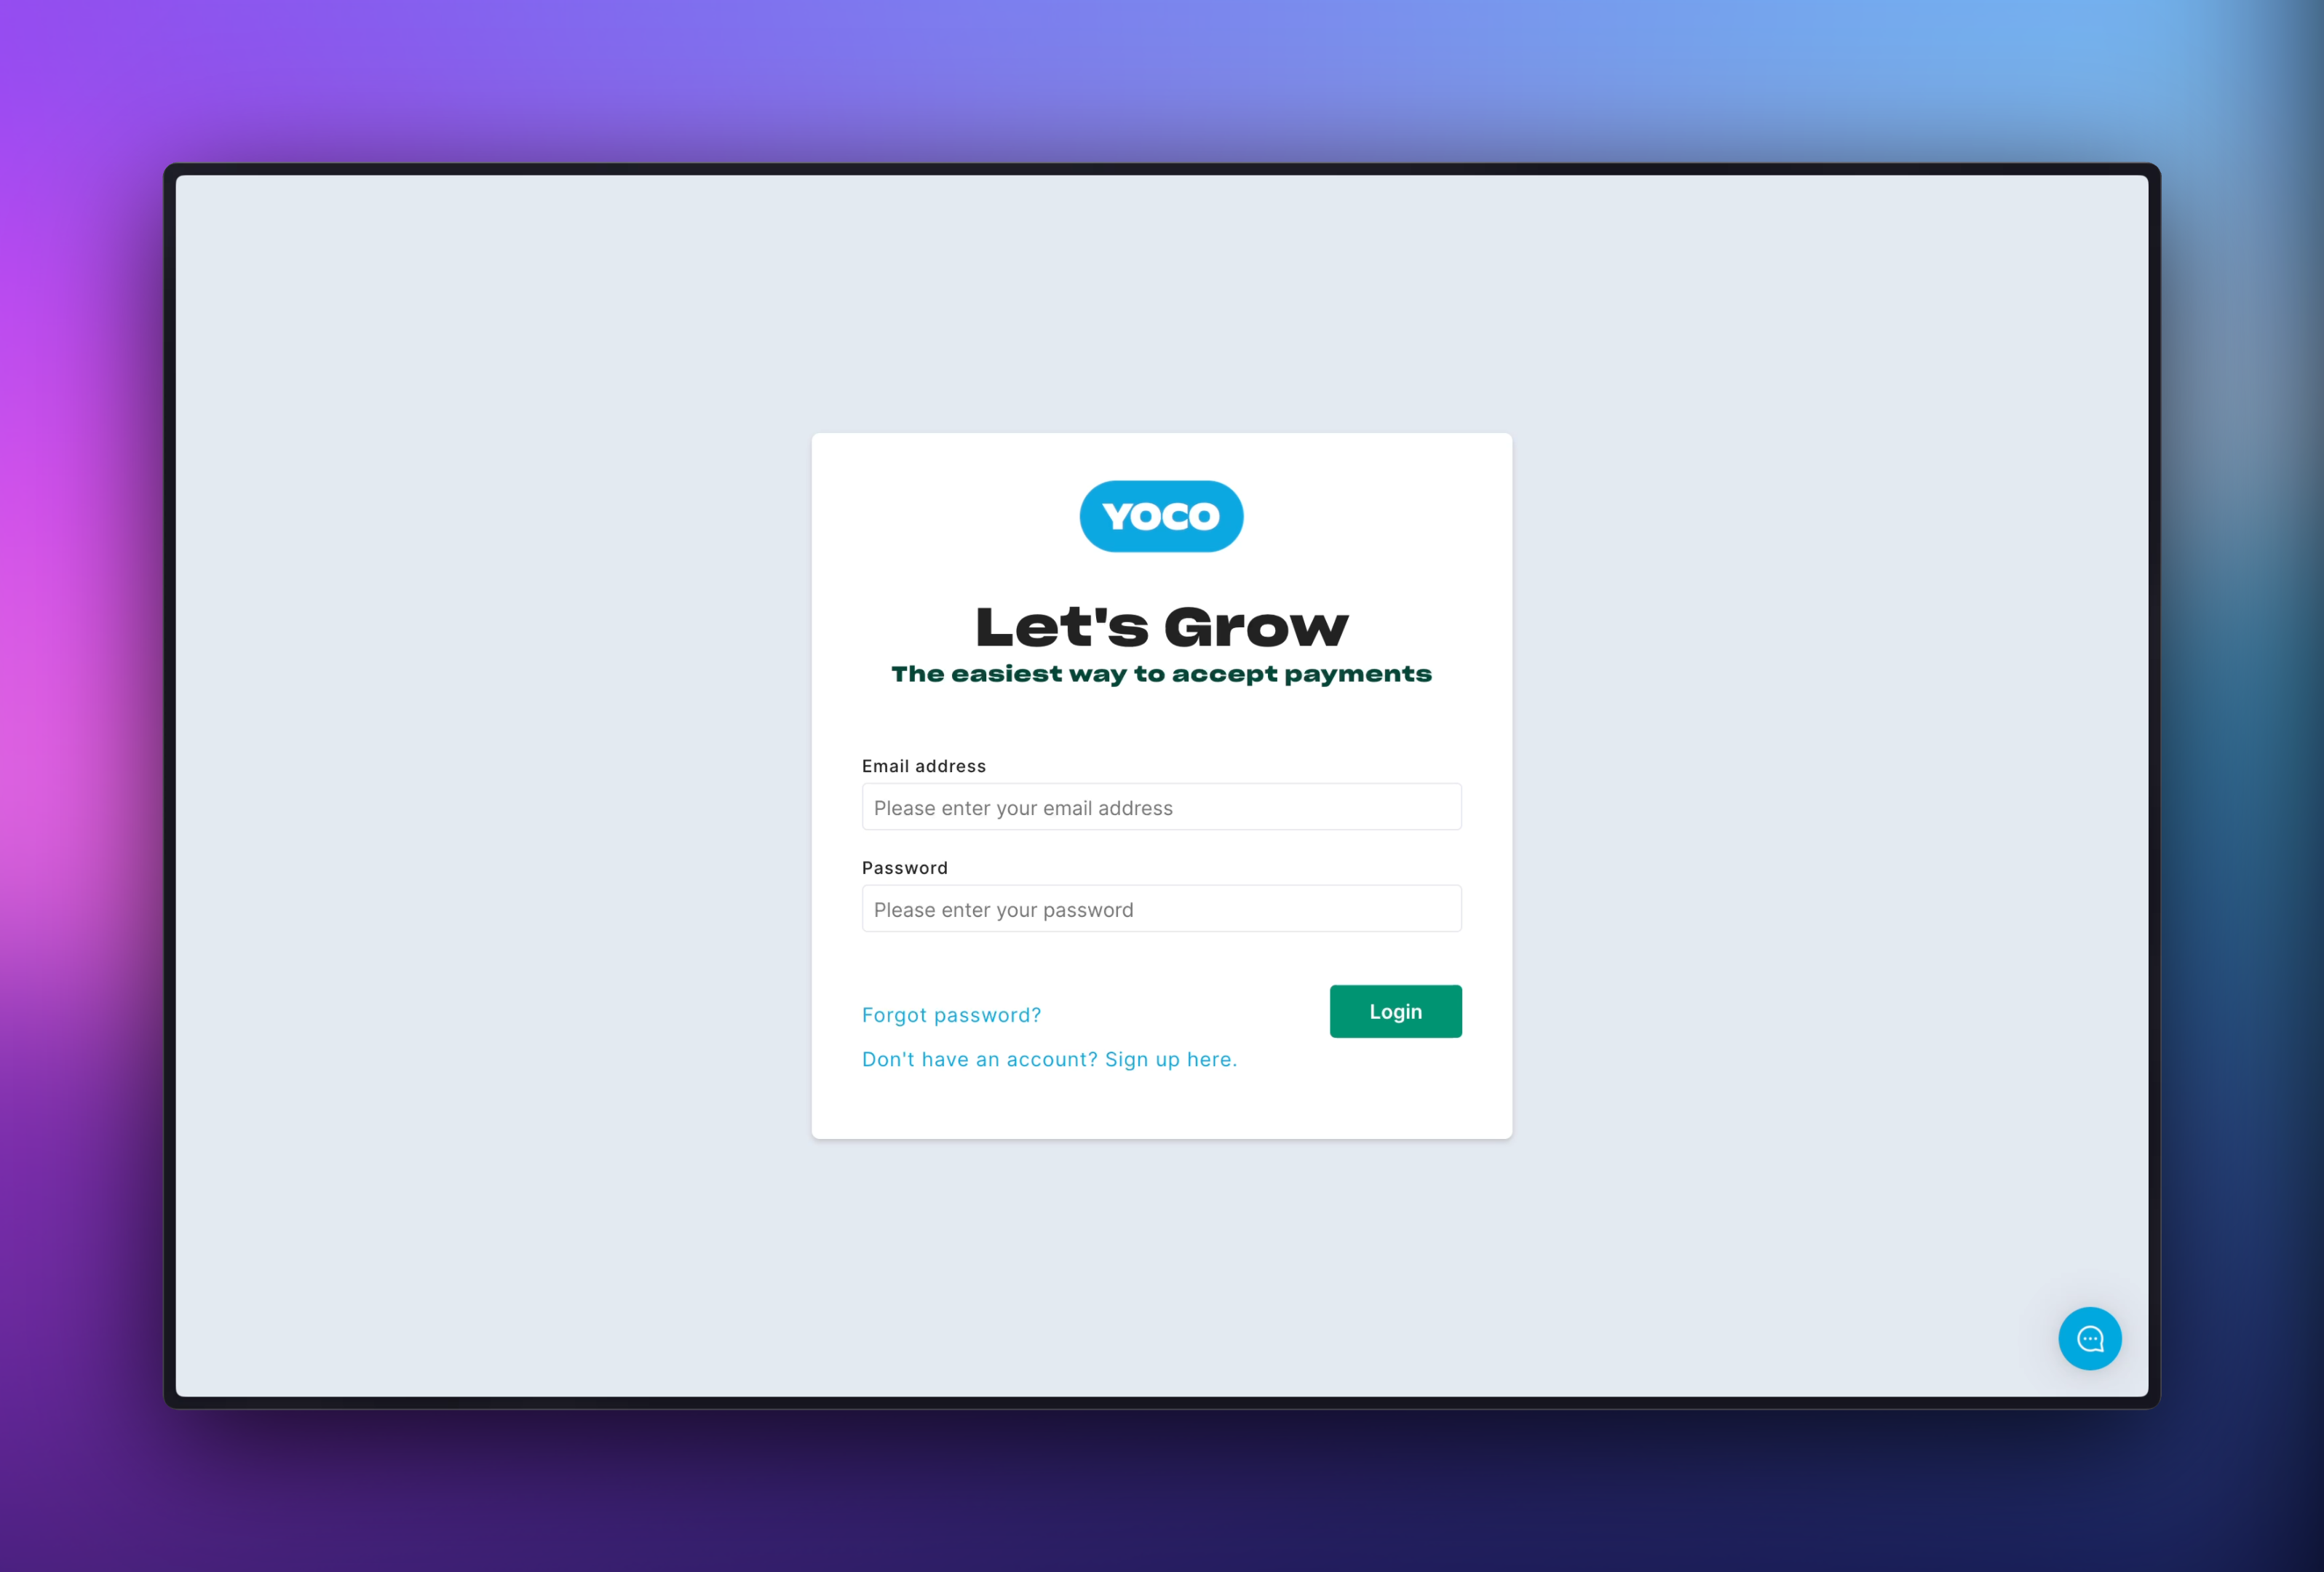 YOCO
Let's Grow
The easiest way to accept payments
Email address
Please enter your email address
Password
Please enter your password
Forgot password?
Login
Don't have an account? Sign up here.